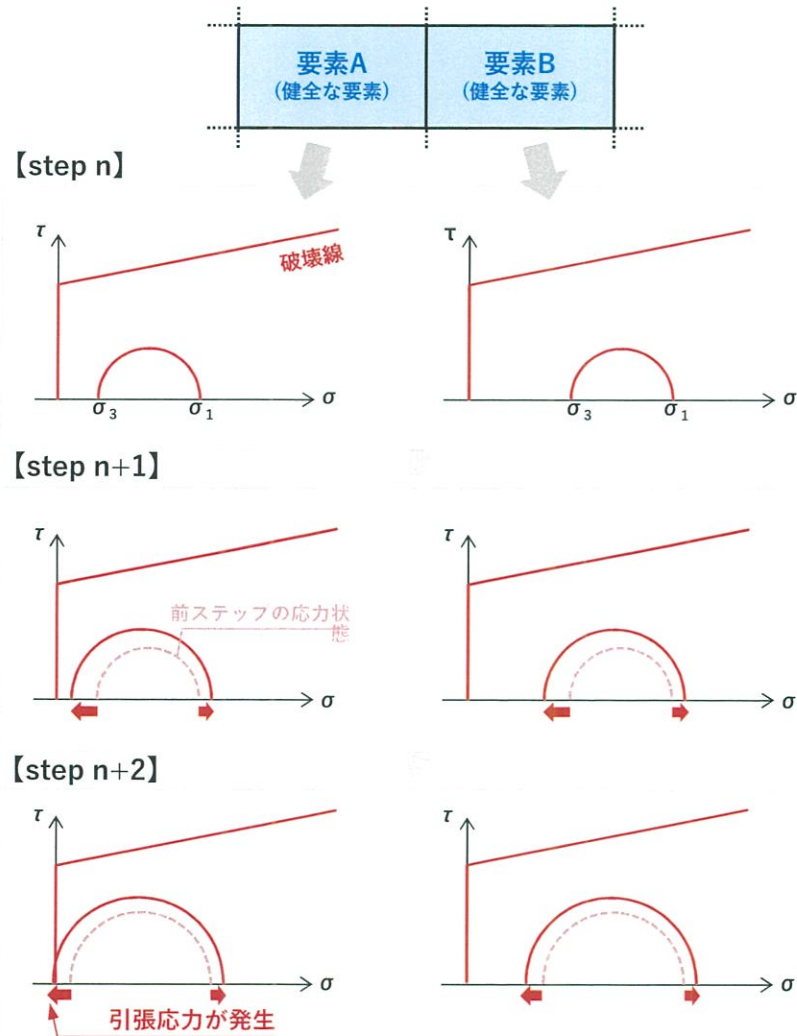 要素A
(健全な要素)
要素B
(健全な要素)
【step n】
τ
破壊線
σ
σ3
σ1
τ
σ
σ3
σ1
【step n+1】
τ
前ステップの応力状
態
σ
τ
σ
【step n+2】
τ
σ
引張応力が発生
τ
σ